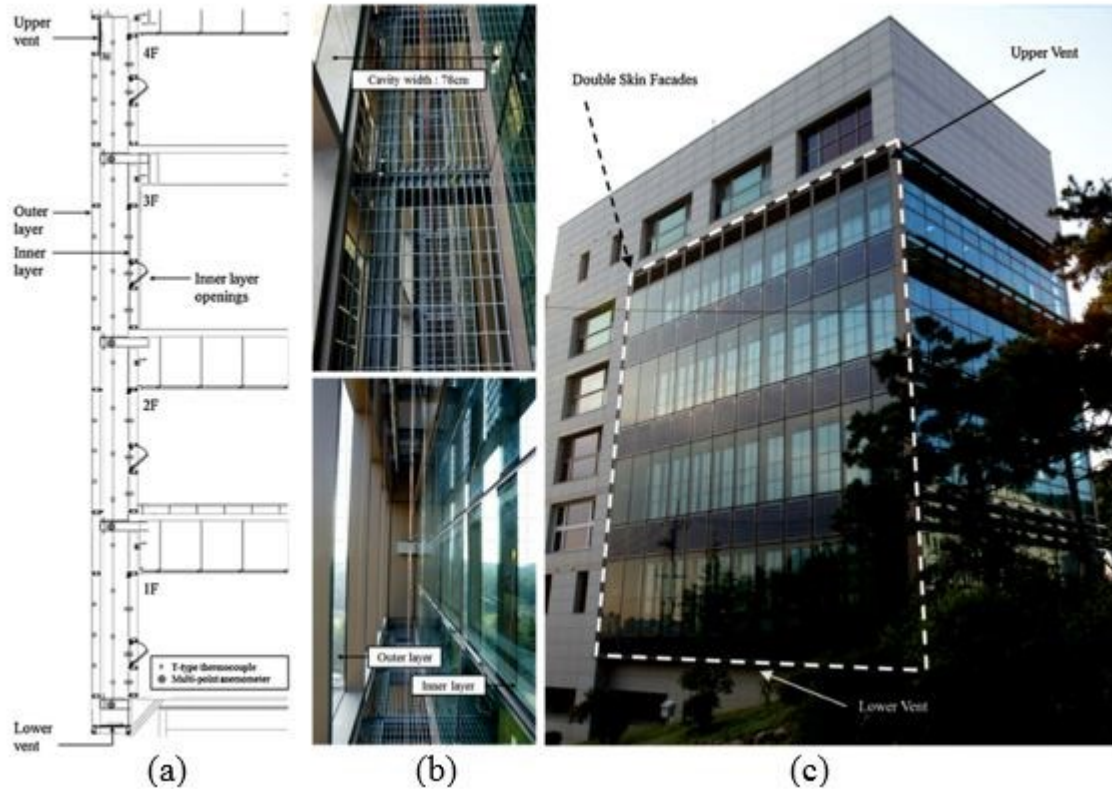 Upper
vent
4F
3F
Outer
layer
Inner
layer
Inner layer
openings
2F
1F
T-type thermocouple
Multi-point anemometer
Lower
vent
(a)
Cavity width : 78cm
Outer layer
Inner layer
(b)
Double Skin Facades
Upper Vent
Lower Vent
(c)